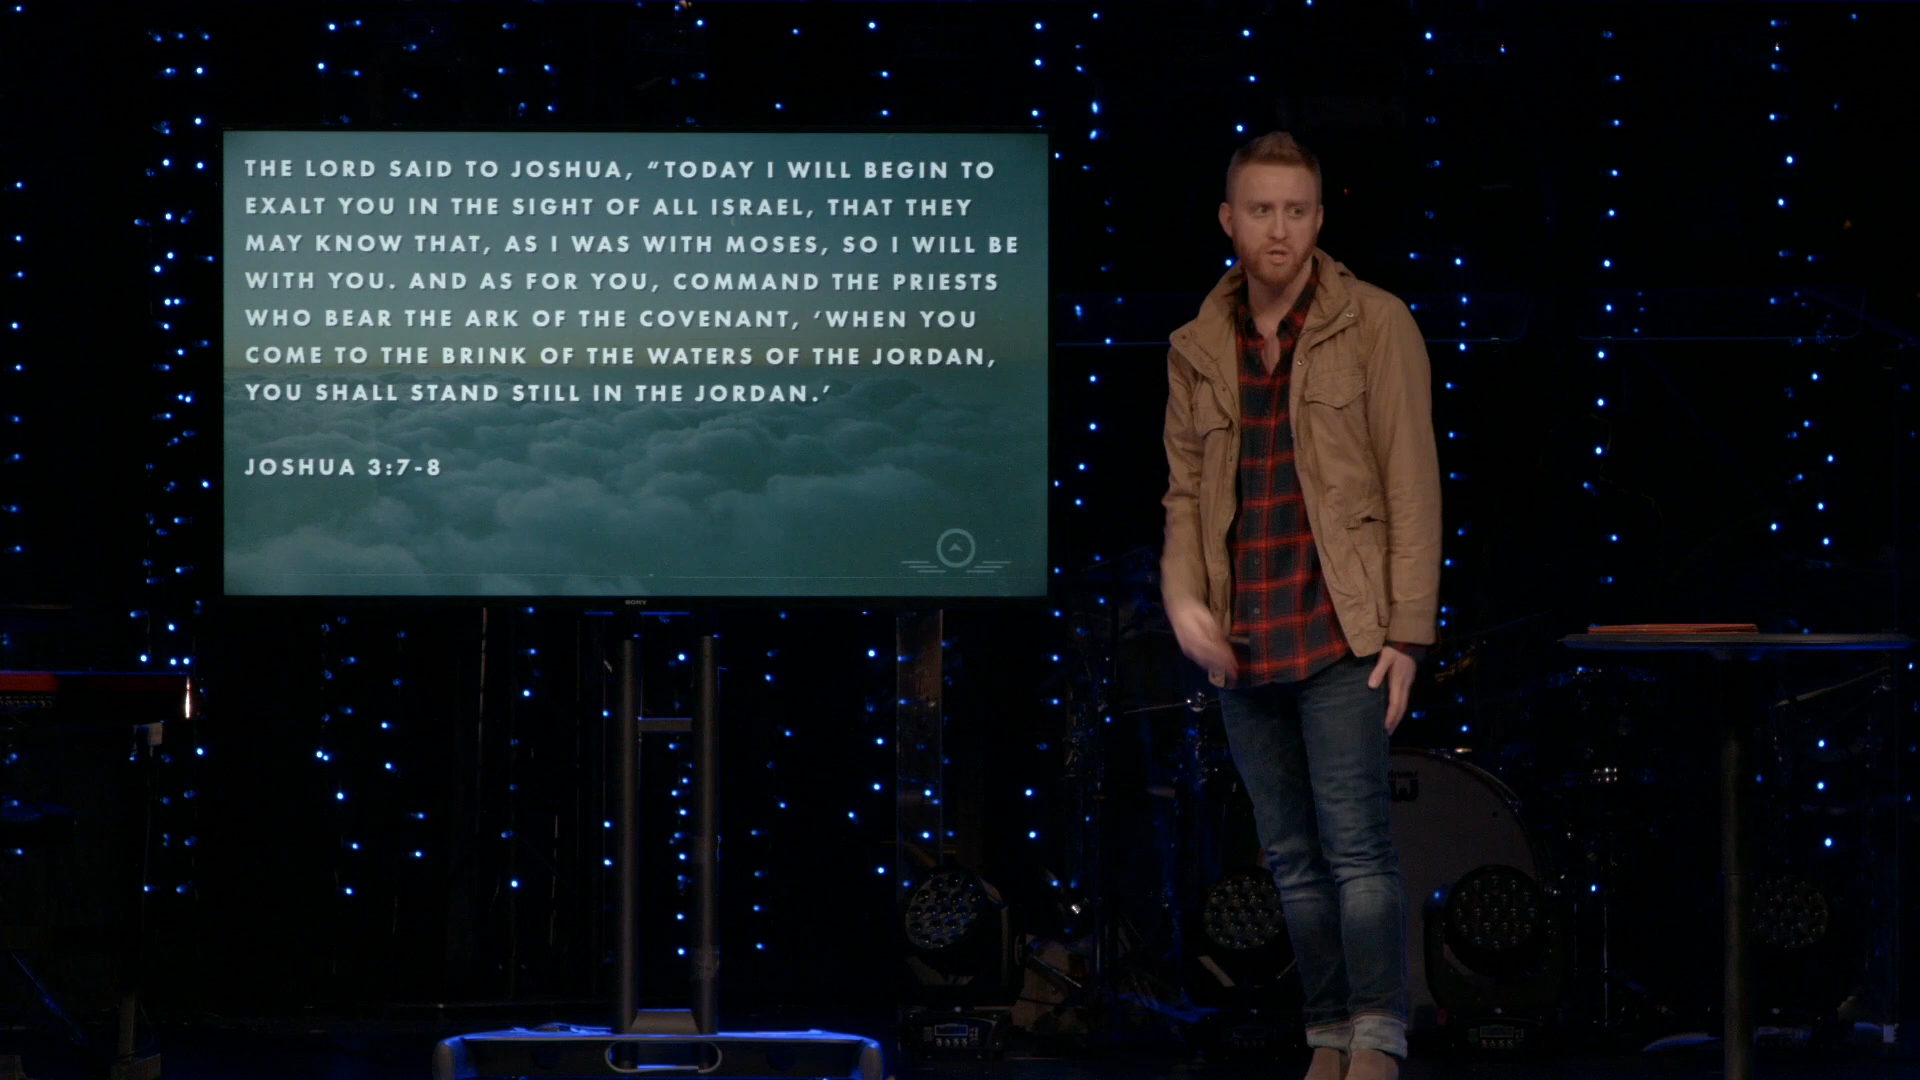 THE LORD SAID TO JOSHUA, “TODAY I WILL BEGIN TO
EXALT YOU IN THE SIGHT OF ALL ISRAEL, THAT THEY
MAY KNOW THAT, AS I WAS WITH MOSES, SO I WILL BE
WITH YOU. AND AS FOR YOU, COMMAND THE PRIESTS
WHO BEAR THE ARK OF THE COVENANT, ‘WHEN YOU
COME TO THE BRINK OF THE WATERS OF THE JORDAN,
YOU SHALL STAND STILL IN THE JORDAN.’
JOSHUA 3:7-8
SONY